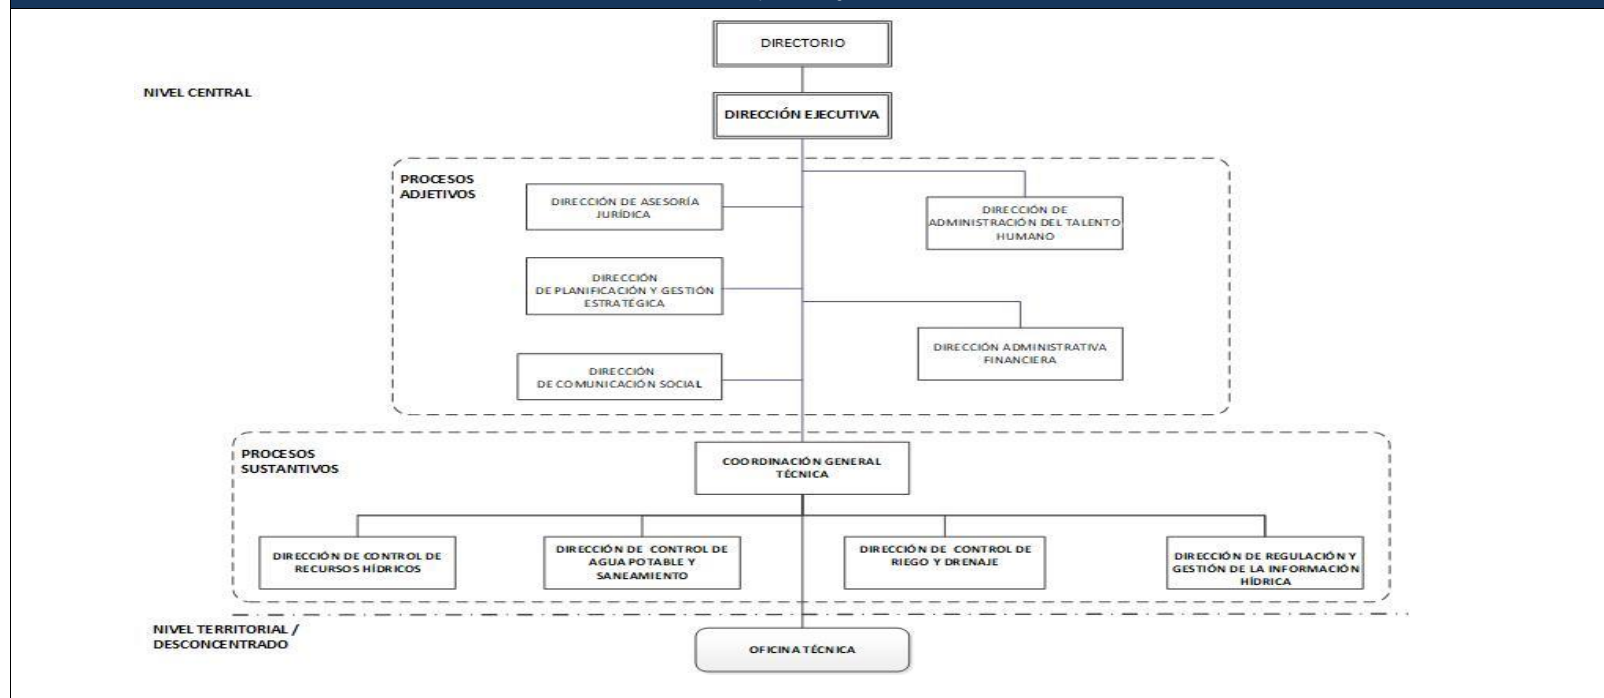 DIRECTORIO
NIVEL CENTRAL
DIRECCIÓN EJECUTIVA
PROCESOS
ADJETIVOS
DIRECCIÓN DE ASESORÍA
JURÍDICA
DIRECCIÓN DE
ADMINISTRACIÓN DEL TALENTO
HUMANO
DIRECCIÓN
DE PLANIFICACIÓN Y GESTIÓN
ESTRATÉGICA
DIRECCIÓN ADMINISTRATIVA
FINANCIERA
DIRECCIÓN
DE COMUNICACIÓN SOCIAL
PROCESOS
SUSTANTIVOS
COORDINACIÓN GENERAL
TÉCNICA
DIRECCIÓN DE CONTROL DE
RECURSOS HÍDRICOS
DIRECCIÓN DE CONTROL DE
AGUA POTABLE Y
SANEAMIENTO
DIRECCIÓN DE CONTROL DE
RIEGO Y DRENAJE
DIRECCIÓN DE REGULACIÓN Y
GESTIÓN DE LA INFORMACIÓN
HÍDRICA
NIVEL TERRITORIAL /
DESCONCENTRADO
OFICINA TÉCNICA